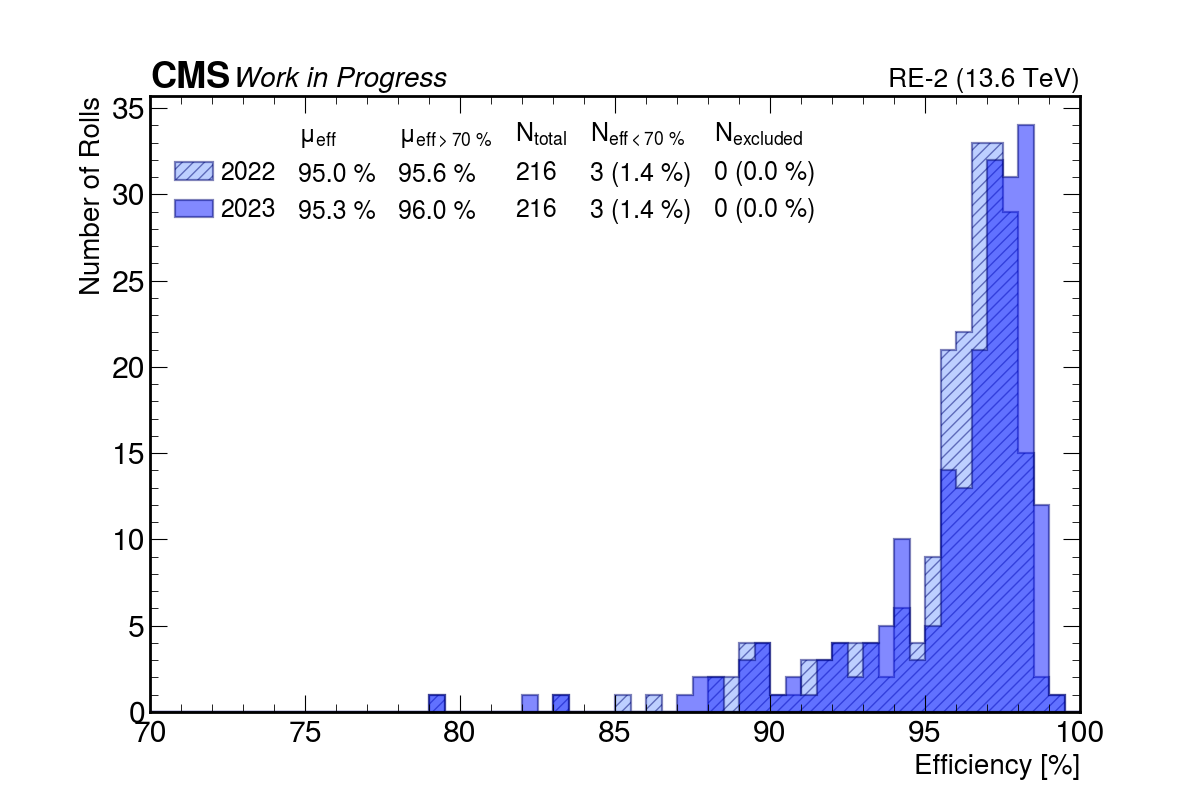 CMS Work in Progress RE-2 (13.6 TeV)
Number of Rolls
μeff μeff > 70 % Ntotal Neff < 70 % Nexcluded
2022 95.0 % 95.6 % 216 3 (1.4 %) 0 (0.0 %)
2023 95.3 % 96.0 % 216 3 (1.4 %) 0 (0.0 %)
35
30
25
20
15
10
5
0
70 75 80 85 90 95 100
Efficiency [%]